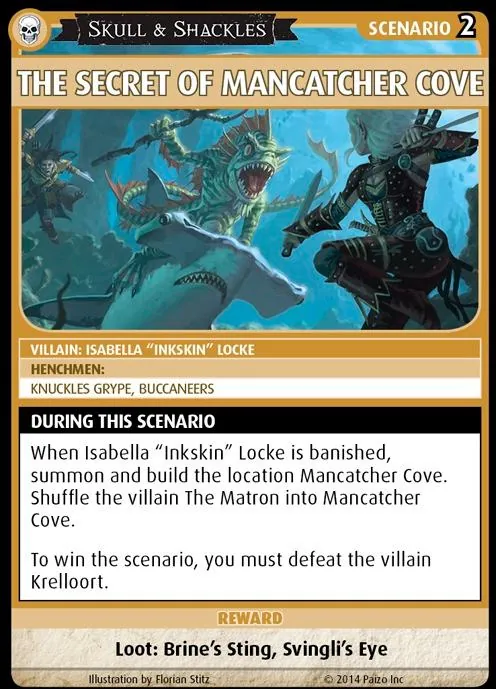 SKULL & SHACKLES
SCENARIO 2
THE SECRET OF MANCATCHER COVE
VILLAIN: ISABELLA “INKSKIN” LOCKE
HENCHMEN:
KNUCKLES GRYPE, BUCCANEERS
DURING THIS SCENARIO
When Isabella “Inkskin” Locke is banished,
summon and build the location Mancatcher Cove.
Shuffle the villain The Matron into Mancatcher
Cove.
To win the scenario, you must defeat the villain
Krelloort.
REWARD
Loot: Brine’s Sting, Svingli’s Eye
Illustration by Florian Stitz © 2014 Paizo Inc